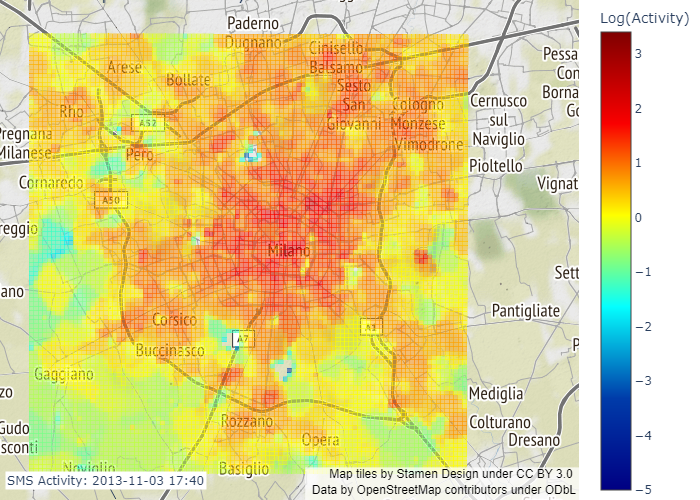 Log(Activity)
3
2
1
0
−1
−2
−3
−4
−5
Paderno
Dugnano
Cinisello
Balsamo
Arese
Bollate
Sesto
San
Giovanni
Rho
A52
Cologno
Monzese
Vimodrone
Cernusco
sul
Naviglio
Pessa
Con
Borna
Go
Pregnana
Milanese
Pero
Pioltello
Cornaredo
Vignat
A50
reggio
Milano
Sett
ano
Pantigliate
Corsico
A7
Buccinasco
Gaggiano
Mediglia
Rozzano
Colturano
Dresano
Opera
Gudo
sconti
Noviglio
Basiglio
SMS Activity: 2013-11-03 17:40
Map tiles by Stamen Design under CC BY 3.0
Data by OpenStreetMap contributors under ODbL